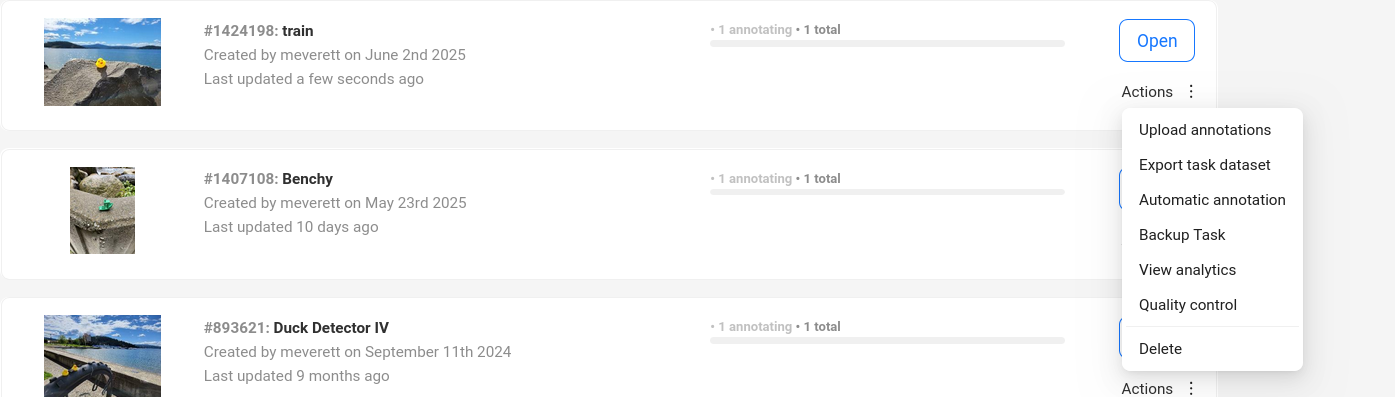 #1424198: train
Created by meverett on June 2nd 2025
Last updated a few seconds ago
• 1 annotating • 1 total
Open
Actions
Upload annotations
Export task dataset
Automatic annotation
Backup Task
View analytics
Quality control
Delete
#1407108: Benchy
Created by meverett on May 23rd 2025
Last updated 10 days ago
• 1 annotating • 1 total
#893621: Duck Detector IV
Created by meverett on September 11th 2024
Last updated 9 months ago
• 1 annotating • 1 total
Actions